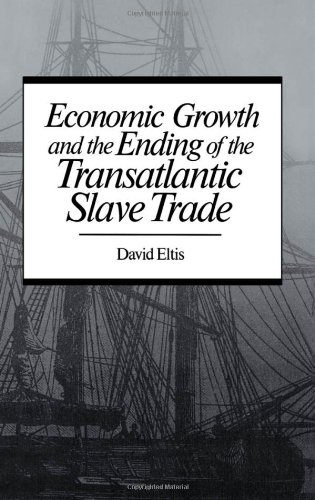 Economic Growth
and the Ending of the
Transatlantic
Slave Trade
David Eltis